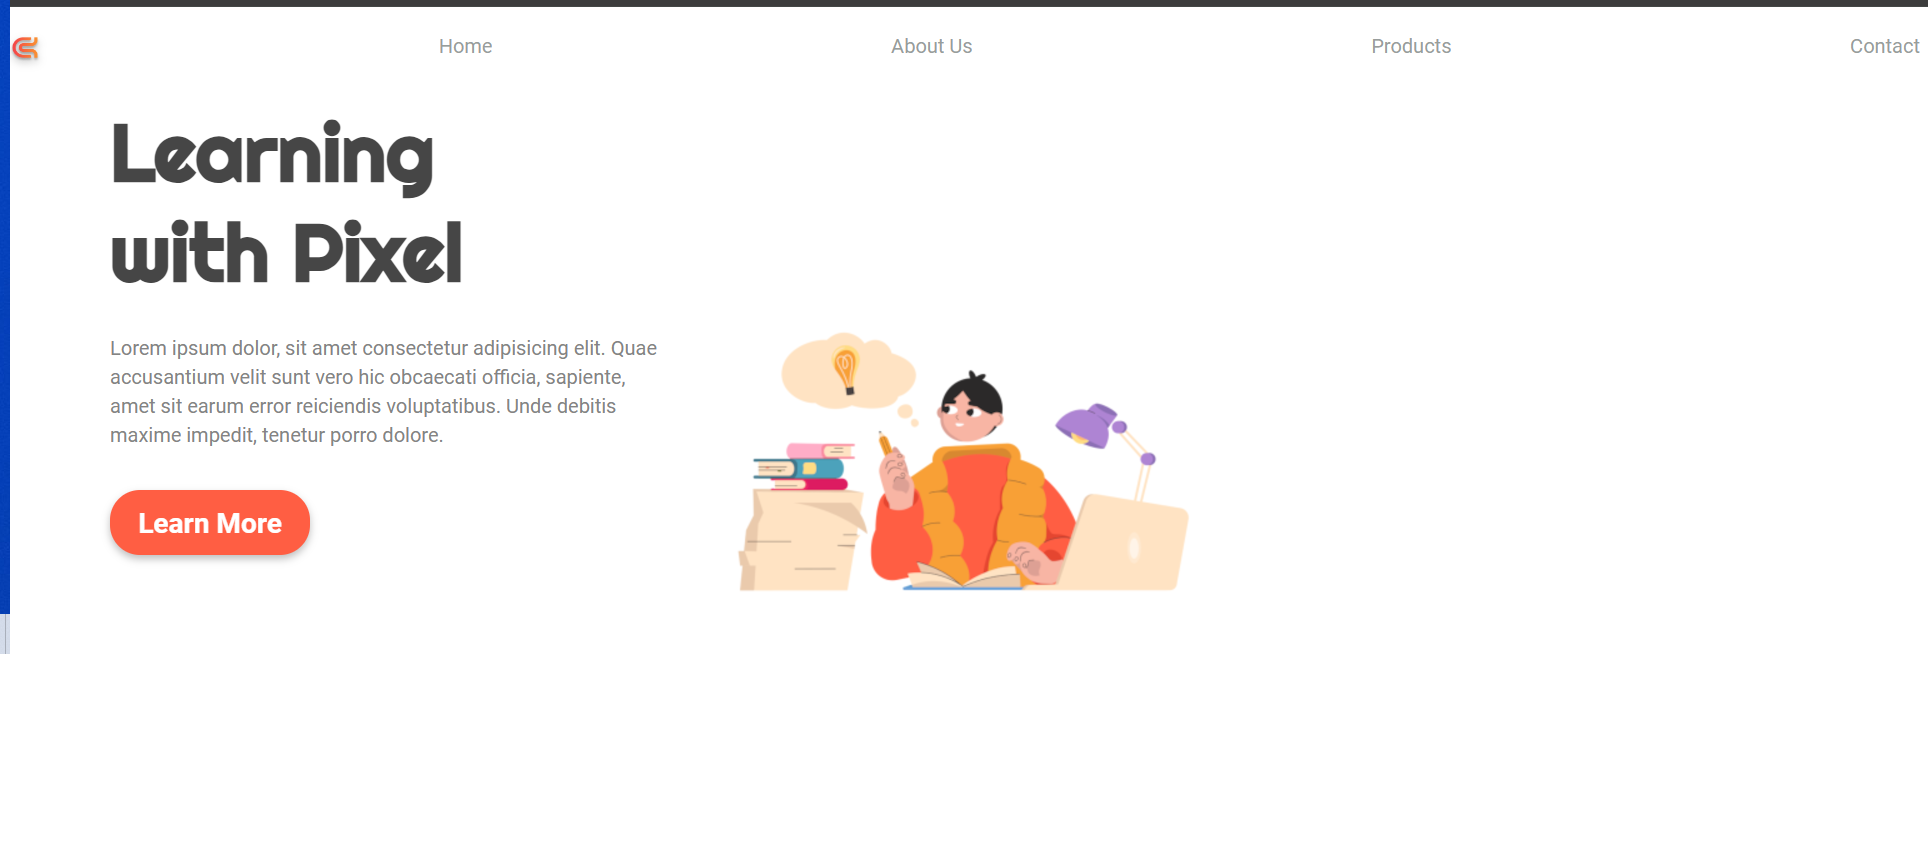 Home
About Us
Products
Contact
Learning
with Pixel
Lorem ipsum dolor, sit amet consectetur adipisicing elit. Quae
accusantium velit sunt vero hic obcaecati officia, sapiente,
amet sit earum error reiciendis voluptatibus. Unde debitis
maxime impedit, tenetur porro dolore.
Learn More